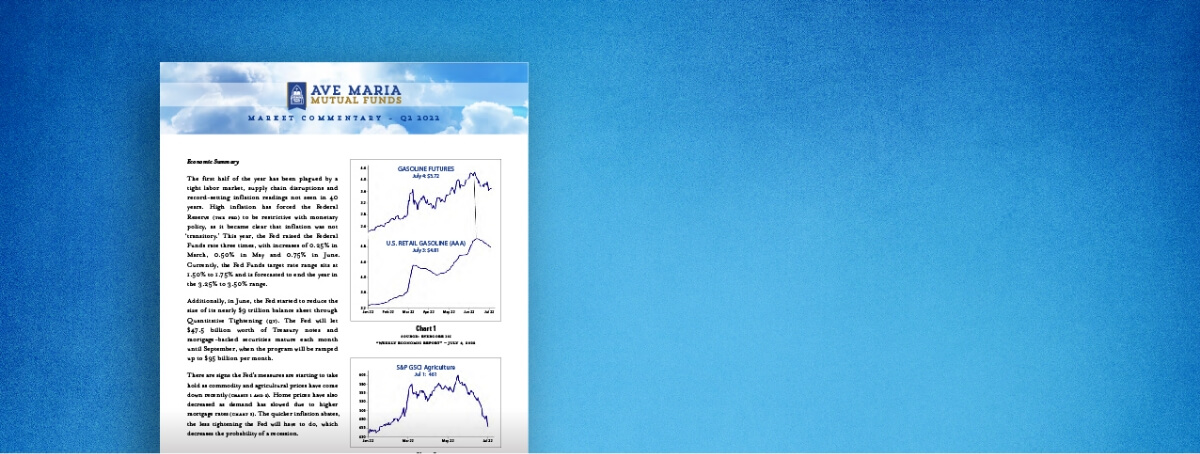 AVE MARIA
MUTUAL FUNDS
MARKET COMMENTARY – Q2 2022
Economic Summary
The first half of the year has been plagued by a
tight labor market, supply chain disruptions and
record-setting inflation readings not seen in 40
years. High inflation has forced the Federal
Reserve (THE FED) to be restrictive with monetary
policy, as it became clear that inflation was not
'transitory.' This year, the Fed raised the Federal
Funds rate three times, with increases of 0.25% in
March, 0.50% in May and 0.75% in June.
Currently, the Fed Funds target rate range sits at
1.50% to 1.75% and is forecasted to end the year in
the 3.25% to 3.50% range.
Additionally, in June, the Fed started to reduce the
size of its nearly $9 trillion balance sheet through
Quantitative Tightening (QT). The Fed will let
$47.5 billion worth of Treasury notes and
mortgage-backed securities mature each month
until September, when the program will be ramped
up to $95 billion per month.
There are signs the Fed's measures are starting to take
hold as commodity and agricultural prices have come
down recently (CHARTS 1 AND 2). Home prices have also
decreased as demand has slowed due to higher
mortgage rates (CHART 3). The quicker inflation abates,
the less tightening the Fed will have to do, which
decreases the probability of a recession.
GASOLINE FUTURES
July 4: $3.72
U.S. RETAIL GASOLINE (AAA)
July 3: $4.81
Jan 22 Feb 22 Mar 22 Apr 22 May 22 Jun 22 Jul 22
Chart 1
SOURCE: EVERCORE ISI
"WEEKLY ECONOMIC REPORT" – JULY 5, 2022
S&P GSCI Agriculture
Jul 1: 461
Jan 22 Mar 22 May 22 Jul 22